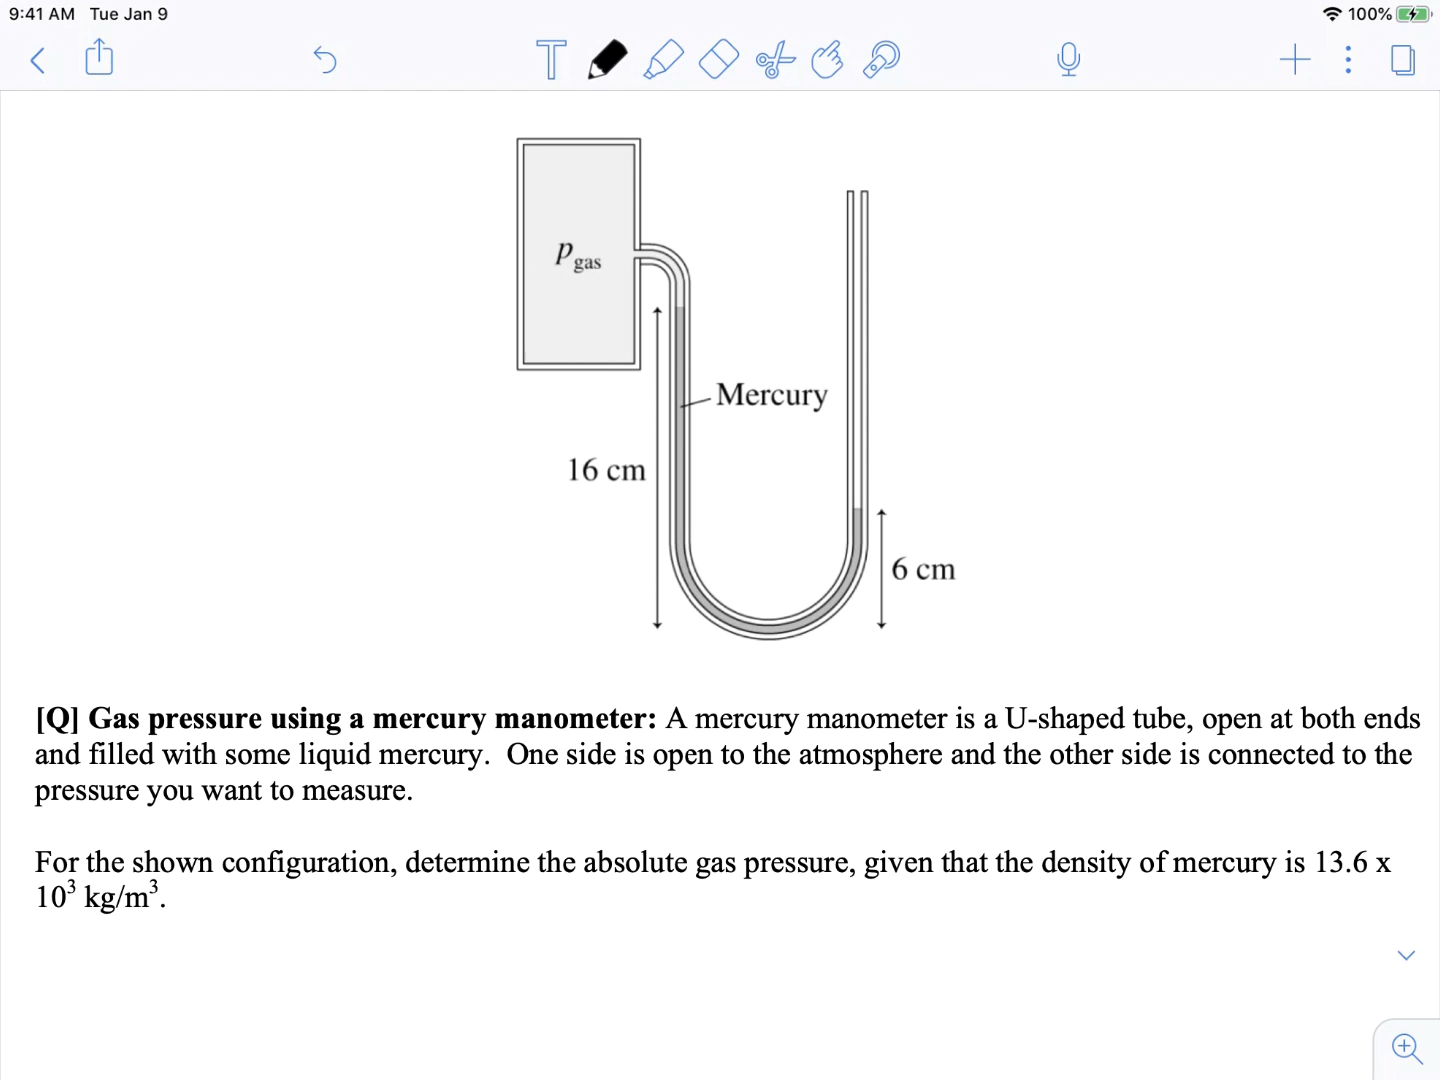 9:41 AM Tue Jan 9
100%
P gas
Mercury
16 cm
6 cm
[Q] Gas pressure using a mercury manometer: A mercury manometer is a U-shaped tube, open at both ends
and filled with some liquid mercury. One side is open to the atmosphere and the other side is connected to the
pressure you want to measure.
For the shown configuration, determine the absolute gas pressure, given that the density of mercury is 13.6 x
10³ kg/m³.